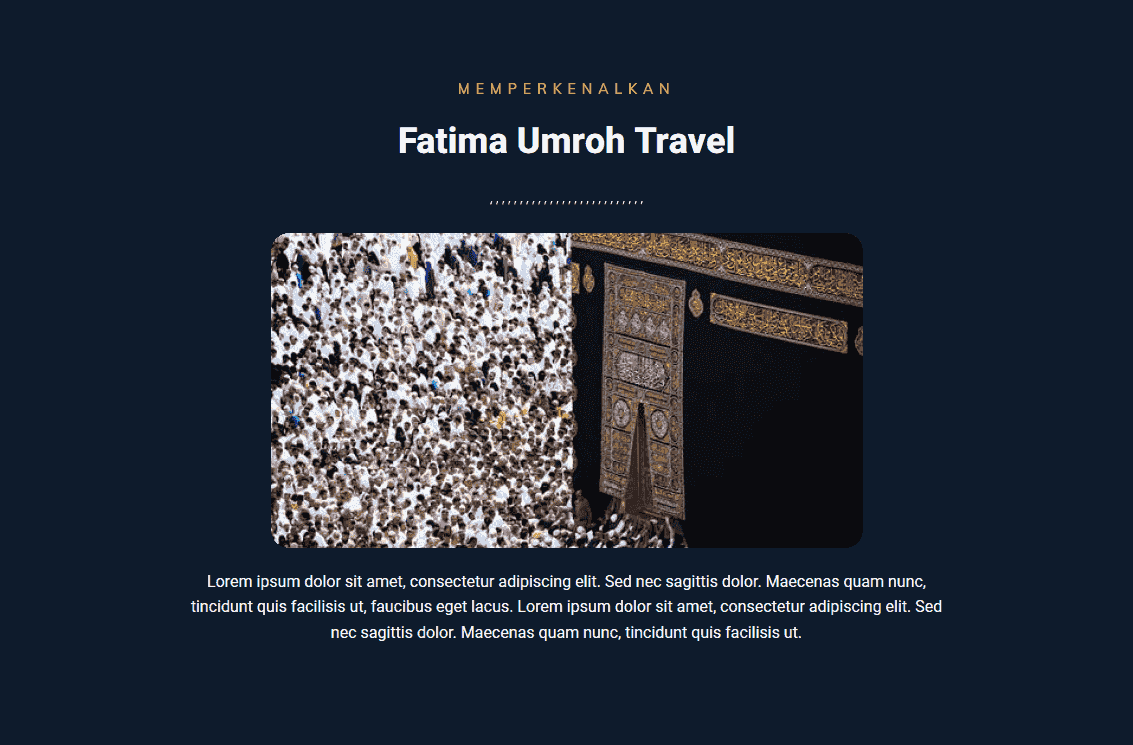 MEMPERKENALKAN
Fatima Umroh Travel
Lorem ipsum dolor sit amet, consectetur adipiscing elit. Sed nec sagittis dolor. Maecenas quam nunc,
tincidunt quis facilisis ut, faucibus eget lacus. Lorem ipsum dolor sit amet, consectetur adipiscing elit. Sed
nec sagittis dolor. Maecenas quam nunc, tincidunt quis facilisis ut.